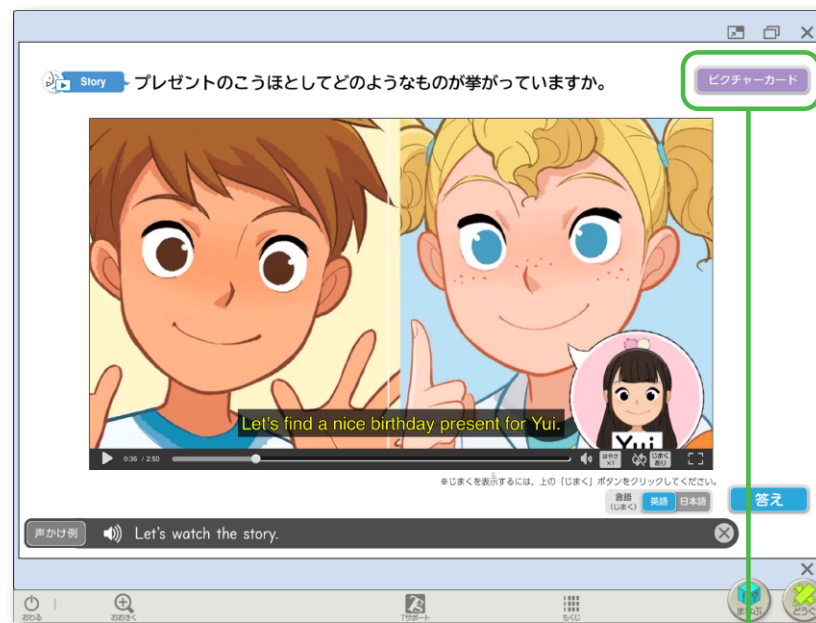 Story プレゼントのこうほとしてどのようなものが挙がっていますか。
ピクチャーカード
Let's find a nice birthday present for Yui.
Yui
0:36 / 2:50
はやさ ×1
じまく あり
※じまくを表示するには，上の「じまく」ボタンをクリックしてください。
言語 (じまく) 英語 日本語
答え
声かけ例 Let's watch the story.
おわる
おおきく
Tサポート
もくじ
まなぶ
どうぐ